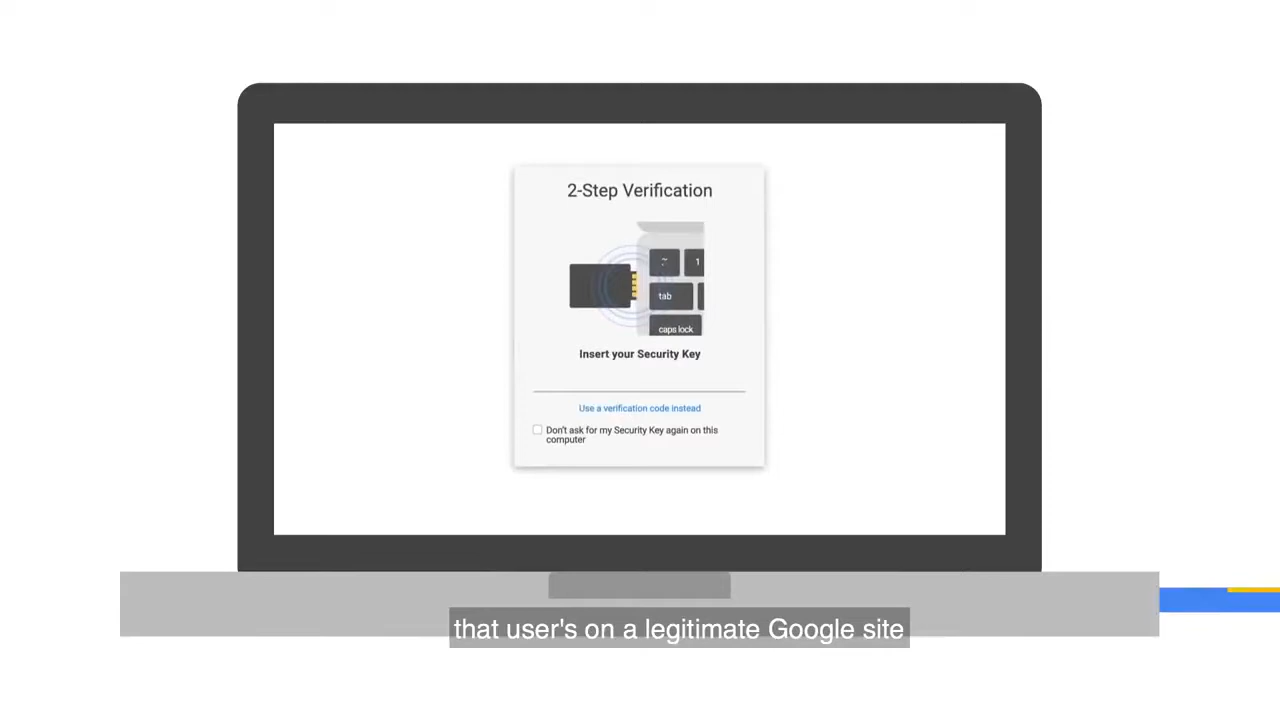 2-Step Verification
~
1
tab
caps lock
Insert your Security Key
Use a verification code instead
Don't ask for my Security Key again on this
computer
that user's on a legitimate Google site